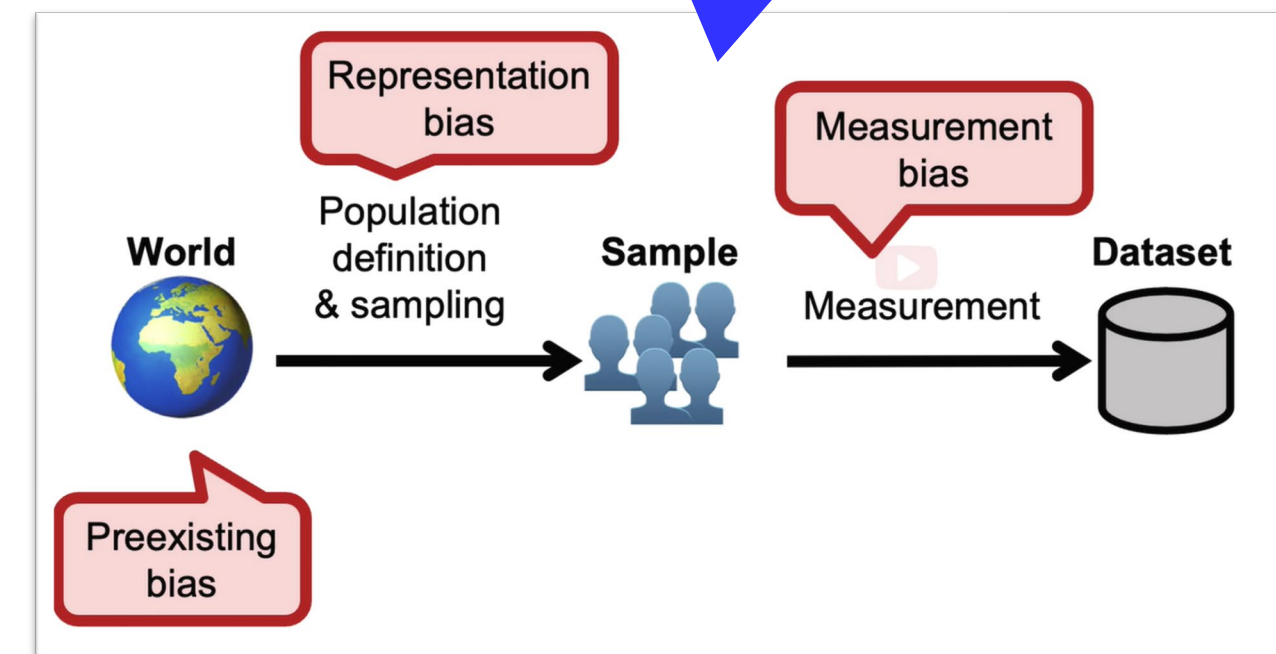 Representation
bias
Measurement
bias
Population
definition
& sampling
World
Sample
Measurement
Dataset
Preexisting
bias